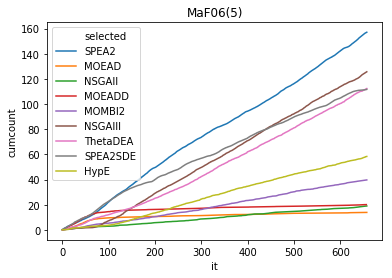 MaF06(5)
160
140
120
100
80
60
40
20
0
cumcount
selected
SPEA2
MOEAD
NSGAII
MOEADD
MOMBI2
NSGAIII
ThetaDEA
SPEA2SDE
HypE
0 100 200 300 400 500 600
it